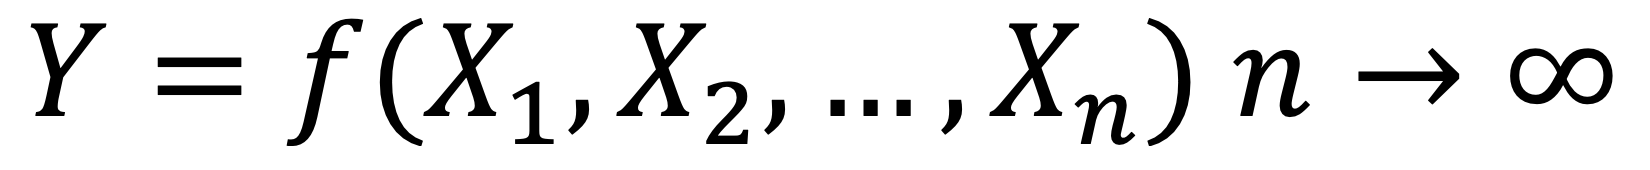 Y = f(X₁, X₂, … , Xₙ) n → ∞